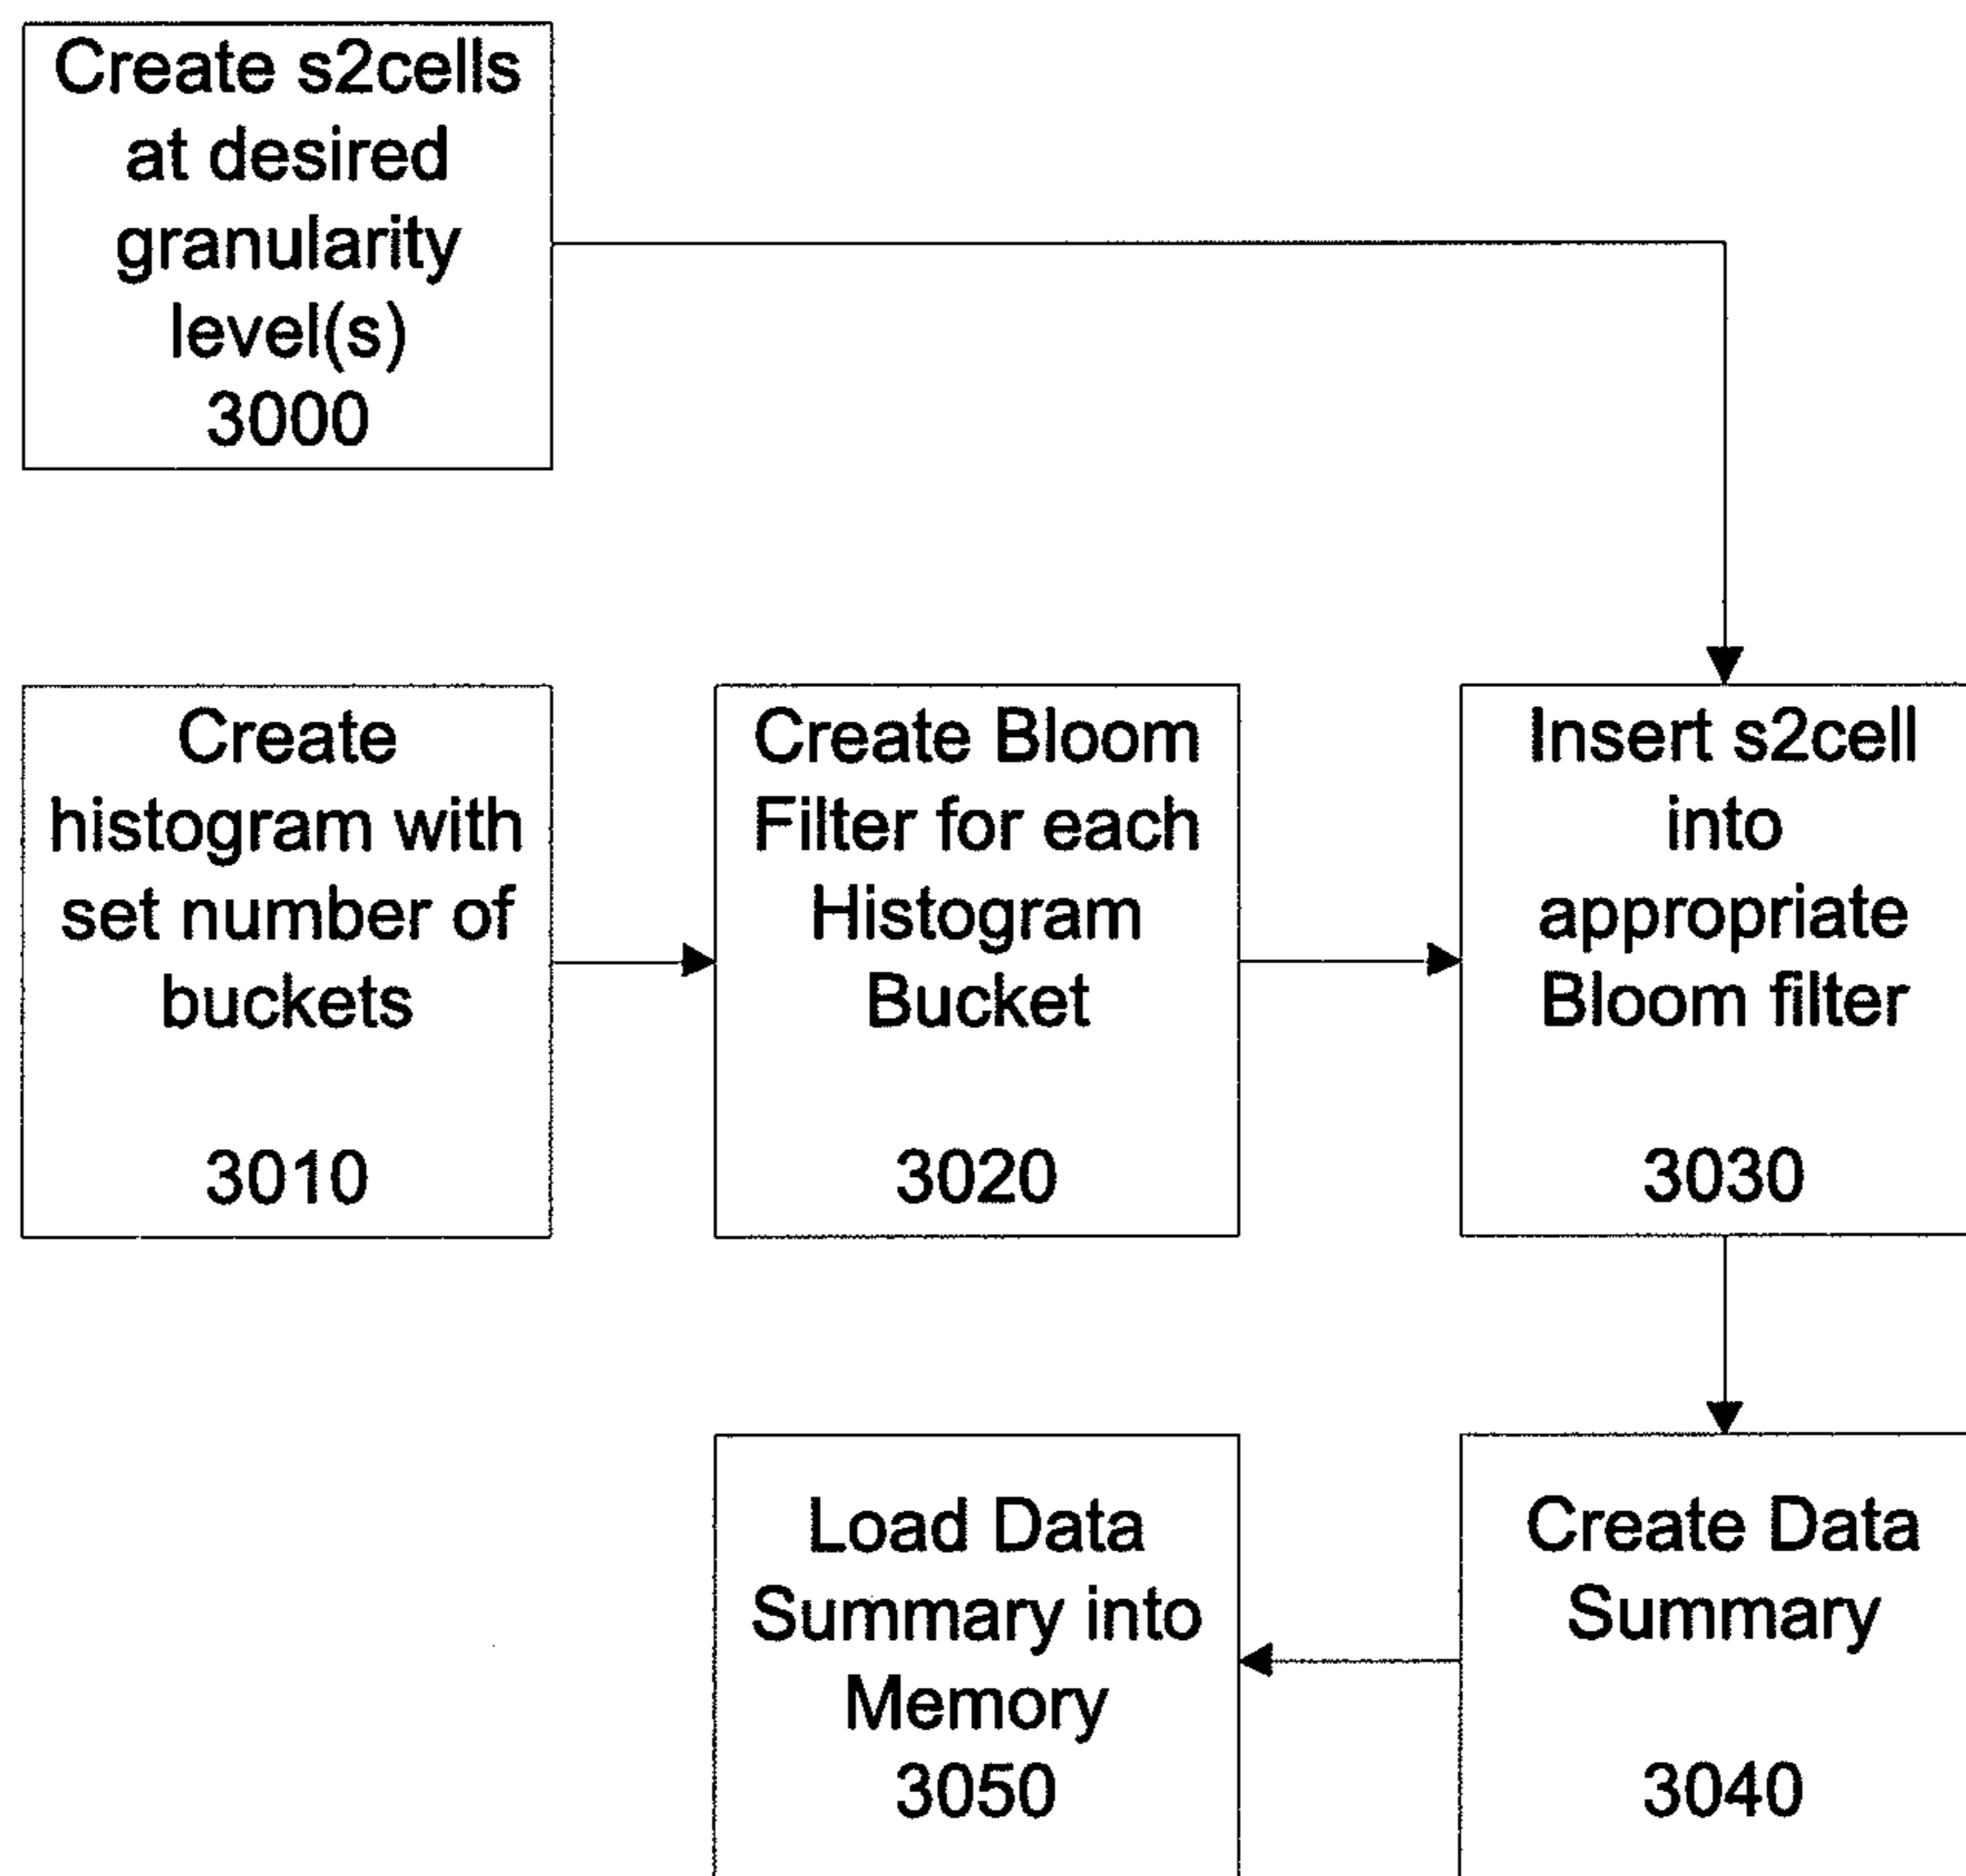 Create s2cells
at desired
granularity
level(s)
3000
Create
histogram with
set number of
buckets
3010
Create Bloom
Filter for each
Histogram
Bucket
3020
Insert s2cell
into
appropriate
Bloom filter
3030
Load Data
Summary into
Memory
3050
Create Data
Summary
3040